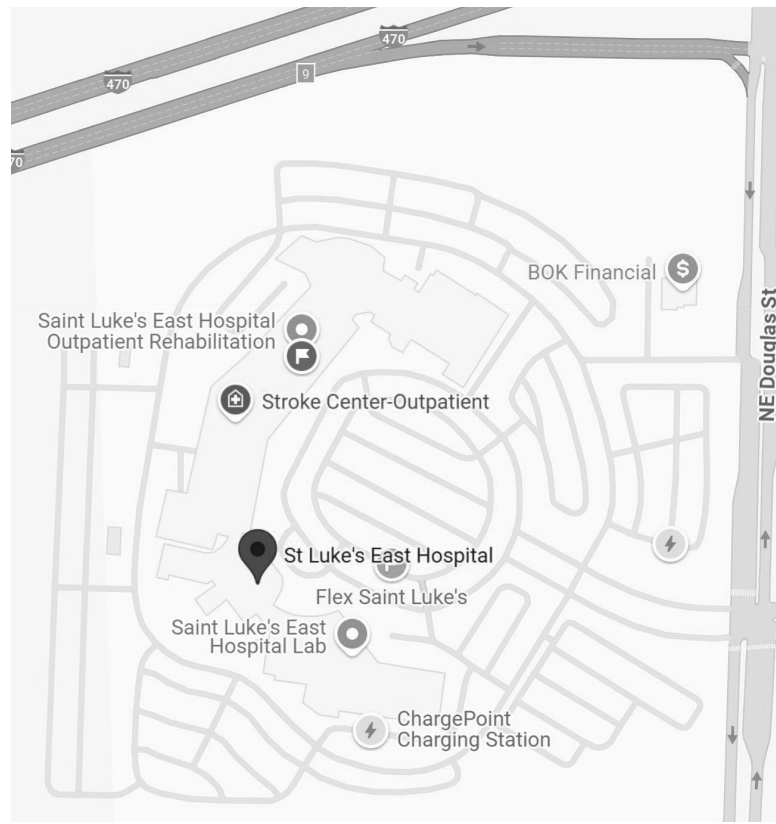 470
470
9
70
BOK Financial
$
NE Douglas St
Saint Luke's East Hospital
Outpatient Rehabilitation
Stroke Center-Outpatient
St Luke's East Hospital
Flex Saint Luke's
Saint Luke's East
Hospital Lab
ChargePoint
Charging Station